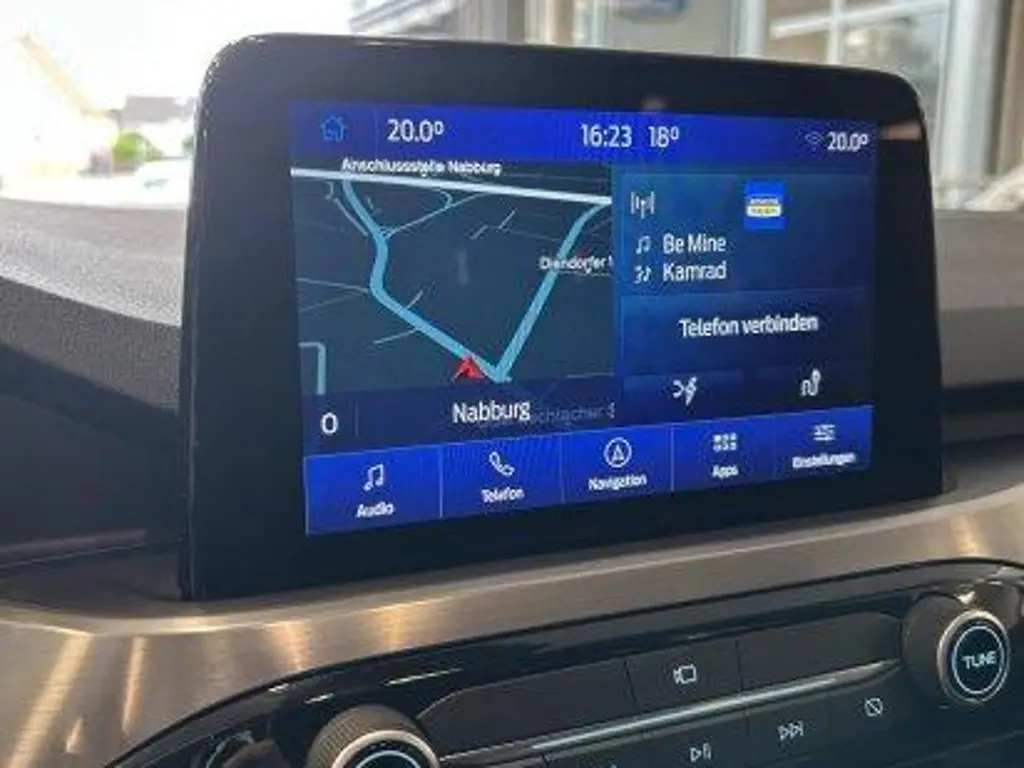 20.0°
16:23 18°
20.0°
Anschlussstelle Nabburg
Diendorfer
Be Mine
Kamrad
Telefon verbinden
0
Nabburg
Audio
Telefon
Navigation
Apps
Einstellungen
TUNE